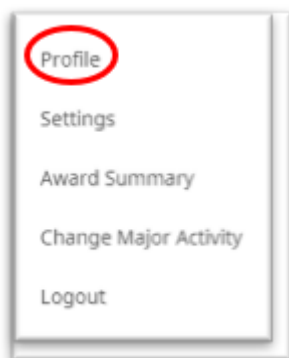 Profile
Settings
Award Summary
Change Major Activity
Logout